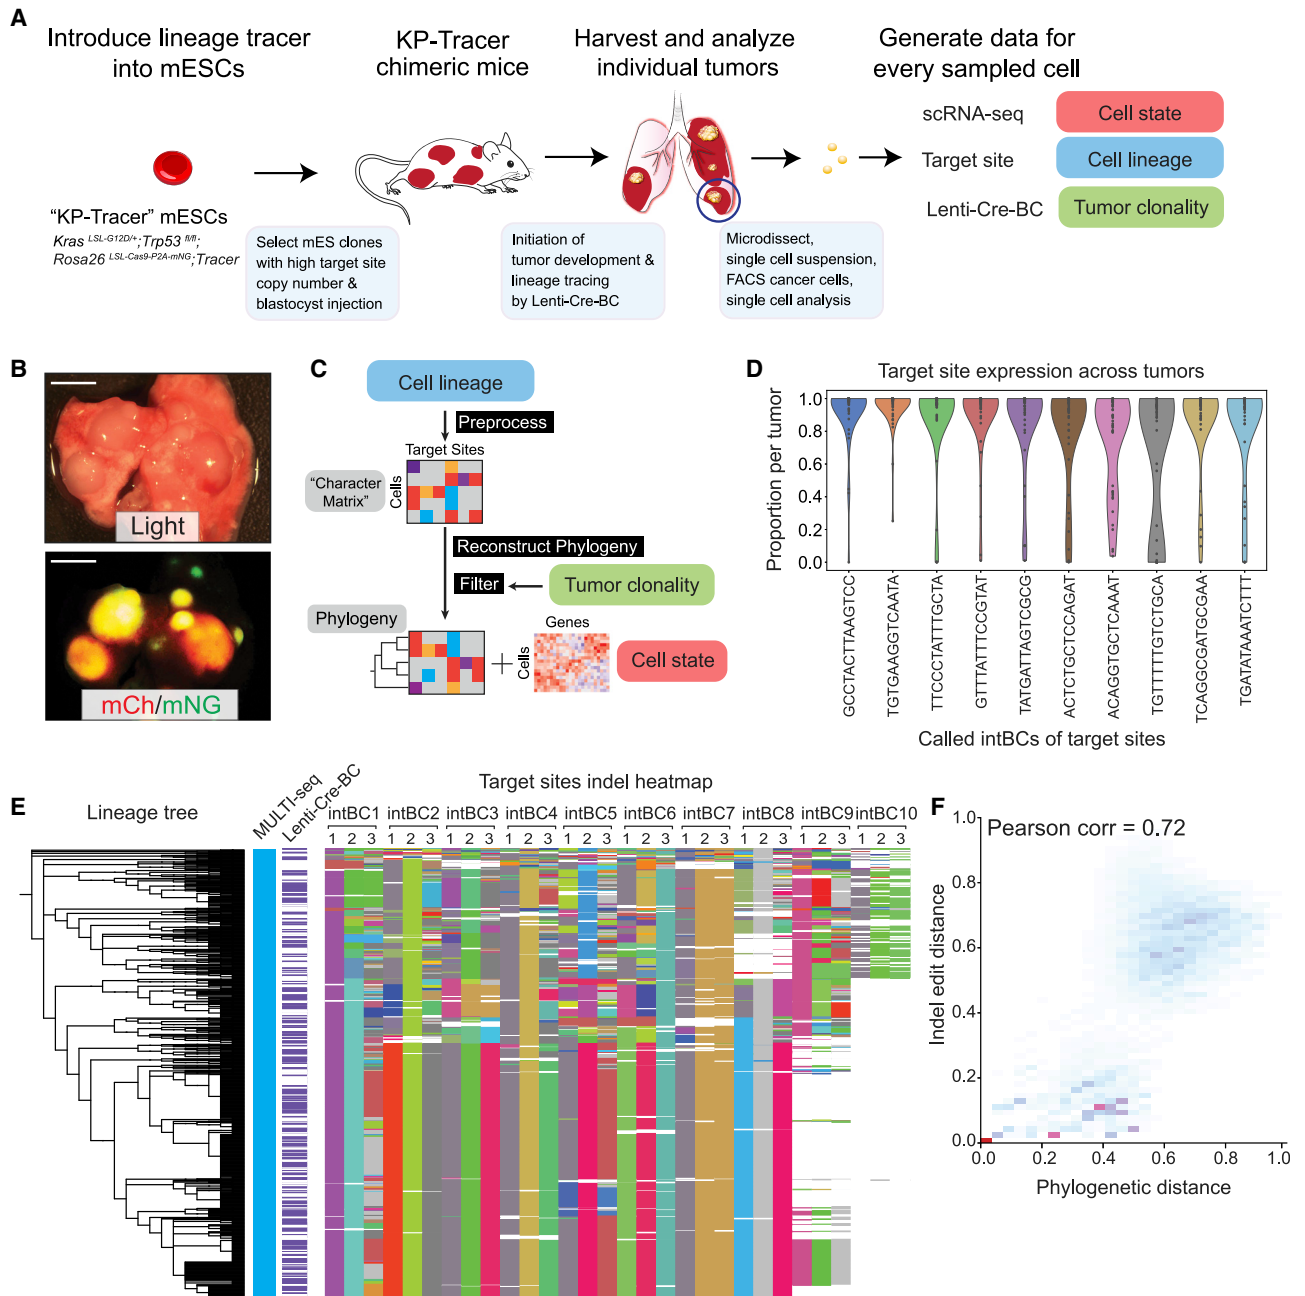 A
Introduce lineage tracer
into mESCs
KP-Tracer
chimeric mice
Harvest and analyze
individual tumors
Generate data for
every sampled cell
scRNA-seq
Cell state
Target site
Cell lineage
Lenti-Cre-BC
Tumor clonality
“KP-Tracer” mESCs
Kras LSL-G12D/+;Trp53 fl/fl;
Rosa26 LSL-Cas9-P2A-mNG;Tracer
Select mES clones
with high target site
copy number &
blastocyst injection
Initiation of
tumor development &
lineage tracing
by Lenti-Cre-BC
Microdissect,
single cell suspension,
FACS cancer cells,
single cell analysis
B
Light
mCh/mNG
C
Cell lineage
Preprocess
Target Sites
“Character
Matrix”
Cells
Reconstruct Phylogeny
Filter
Tumor clonality
Phylogeny
Genes
Cells
Cell state
D
Target site expression across tumors
Proportion per tumor
1.0
0.8
0.6
0.4
0.2
0.0
GCCTACTTAAGTCC
TGTGAAGGTCAATA
TTCCCTATTTGCTA
GTTTATTTCCGTAT
TATGATTAGTCGCG
ACTCTGCTCCAGAT
ACAGGTGCTCAAAT
TGTTTTTGTCTGCA
TCAGGCGATGCGAA
TGATATAAATCTTT
Called intBCs of target sites
E
Lineage tree
MULTI-seq
Lenti-Cre-BC
Target sites indel heatmap
intBC1 intBC2 intBC3 intBC4 intBC5 intBC6 intBC7 intBC8 intBC9 intBC10
1 2 3 1 2 3 1 2 3 1 2 3 1 2 3 1 2 3 1 2 3 1 2 3 1 2 3 1 2 3
F
Pearson corr = 0.72
Indel edit distance
1.0
0.8
0.6
0.4
0.2
0.0
0.0 0.2 0.4 0.6 0.8 1.0
Phylogenetic distance